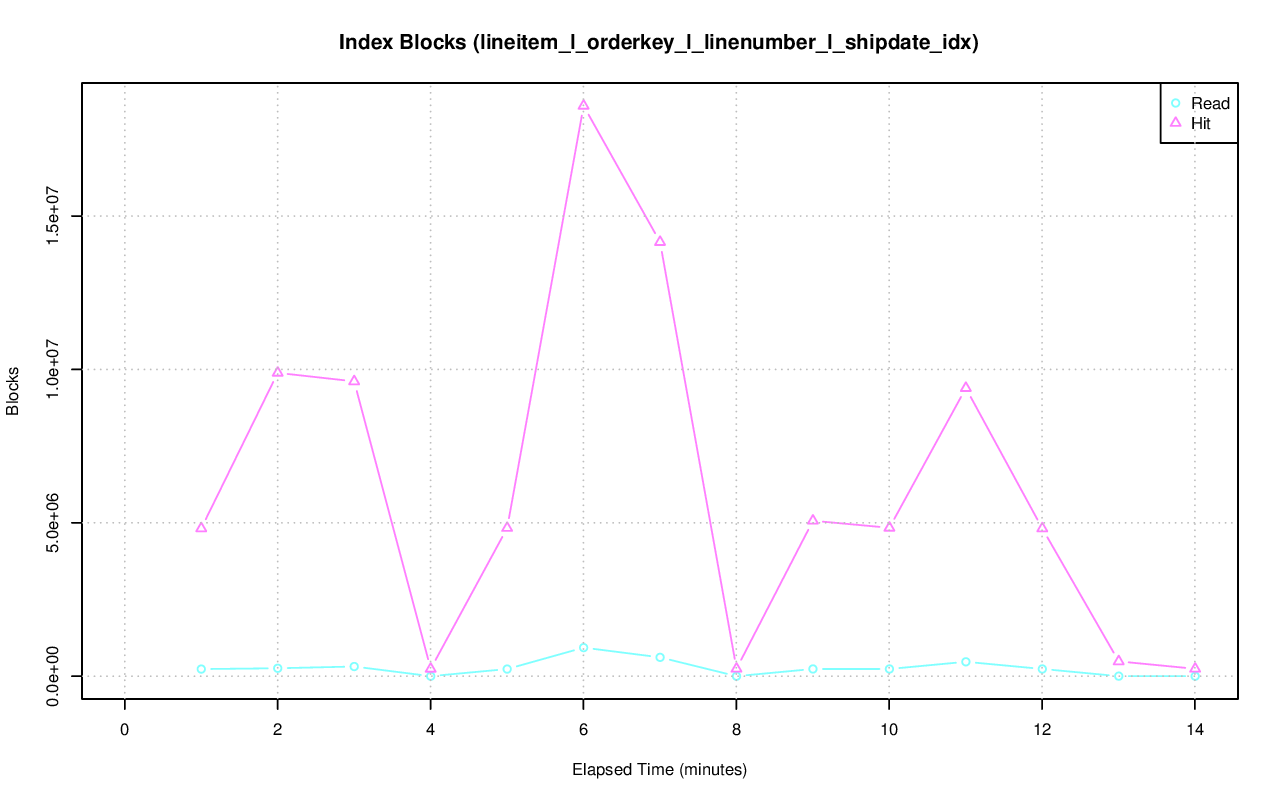 Index Blocks (lineitem_l_orderkey_l_linenumber_l_shipdate_idx)
Read
Hit
Blocks
1.5e+07
1.0e+07
5.0e+06
0.0e+00
0 2 4 6 8 10 12 14
Elapsed Time (minutes)